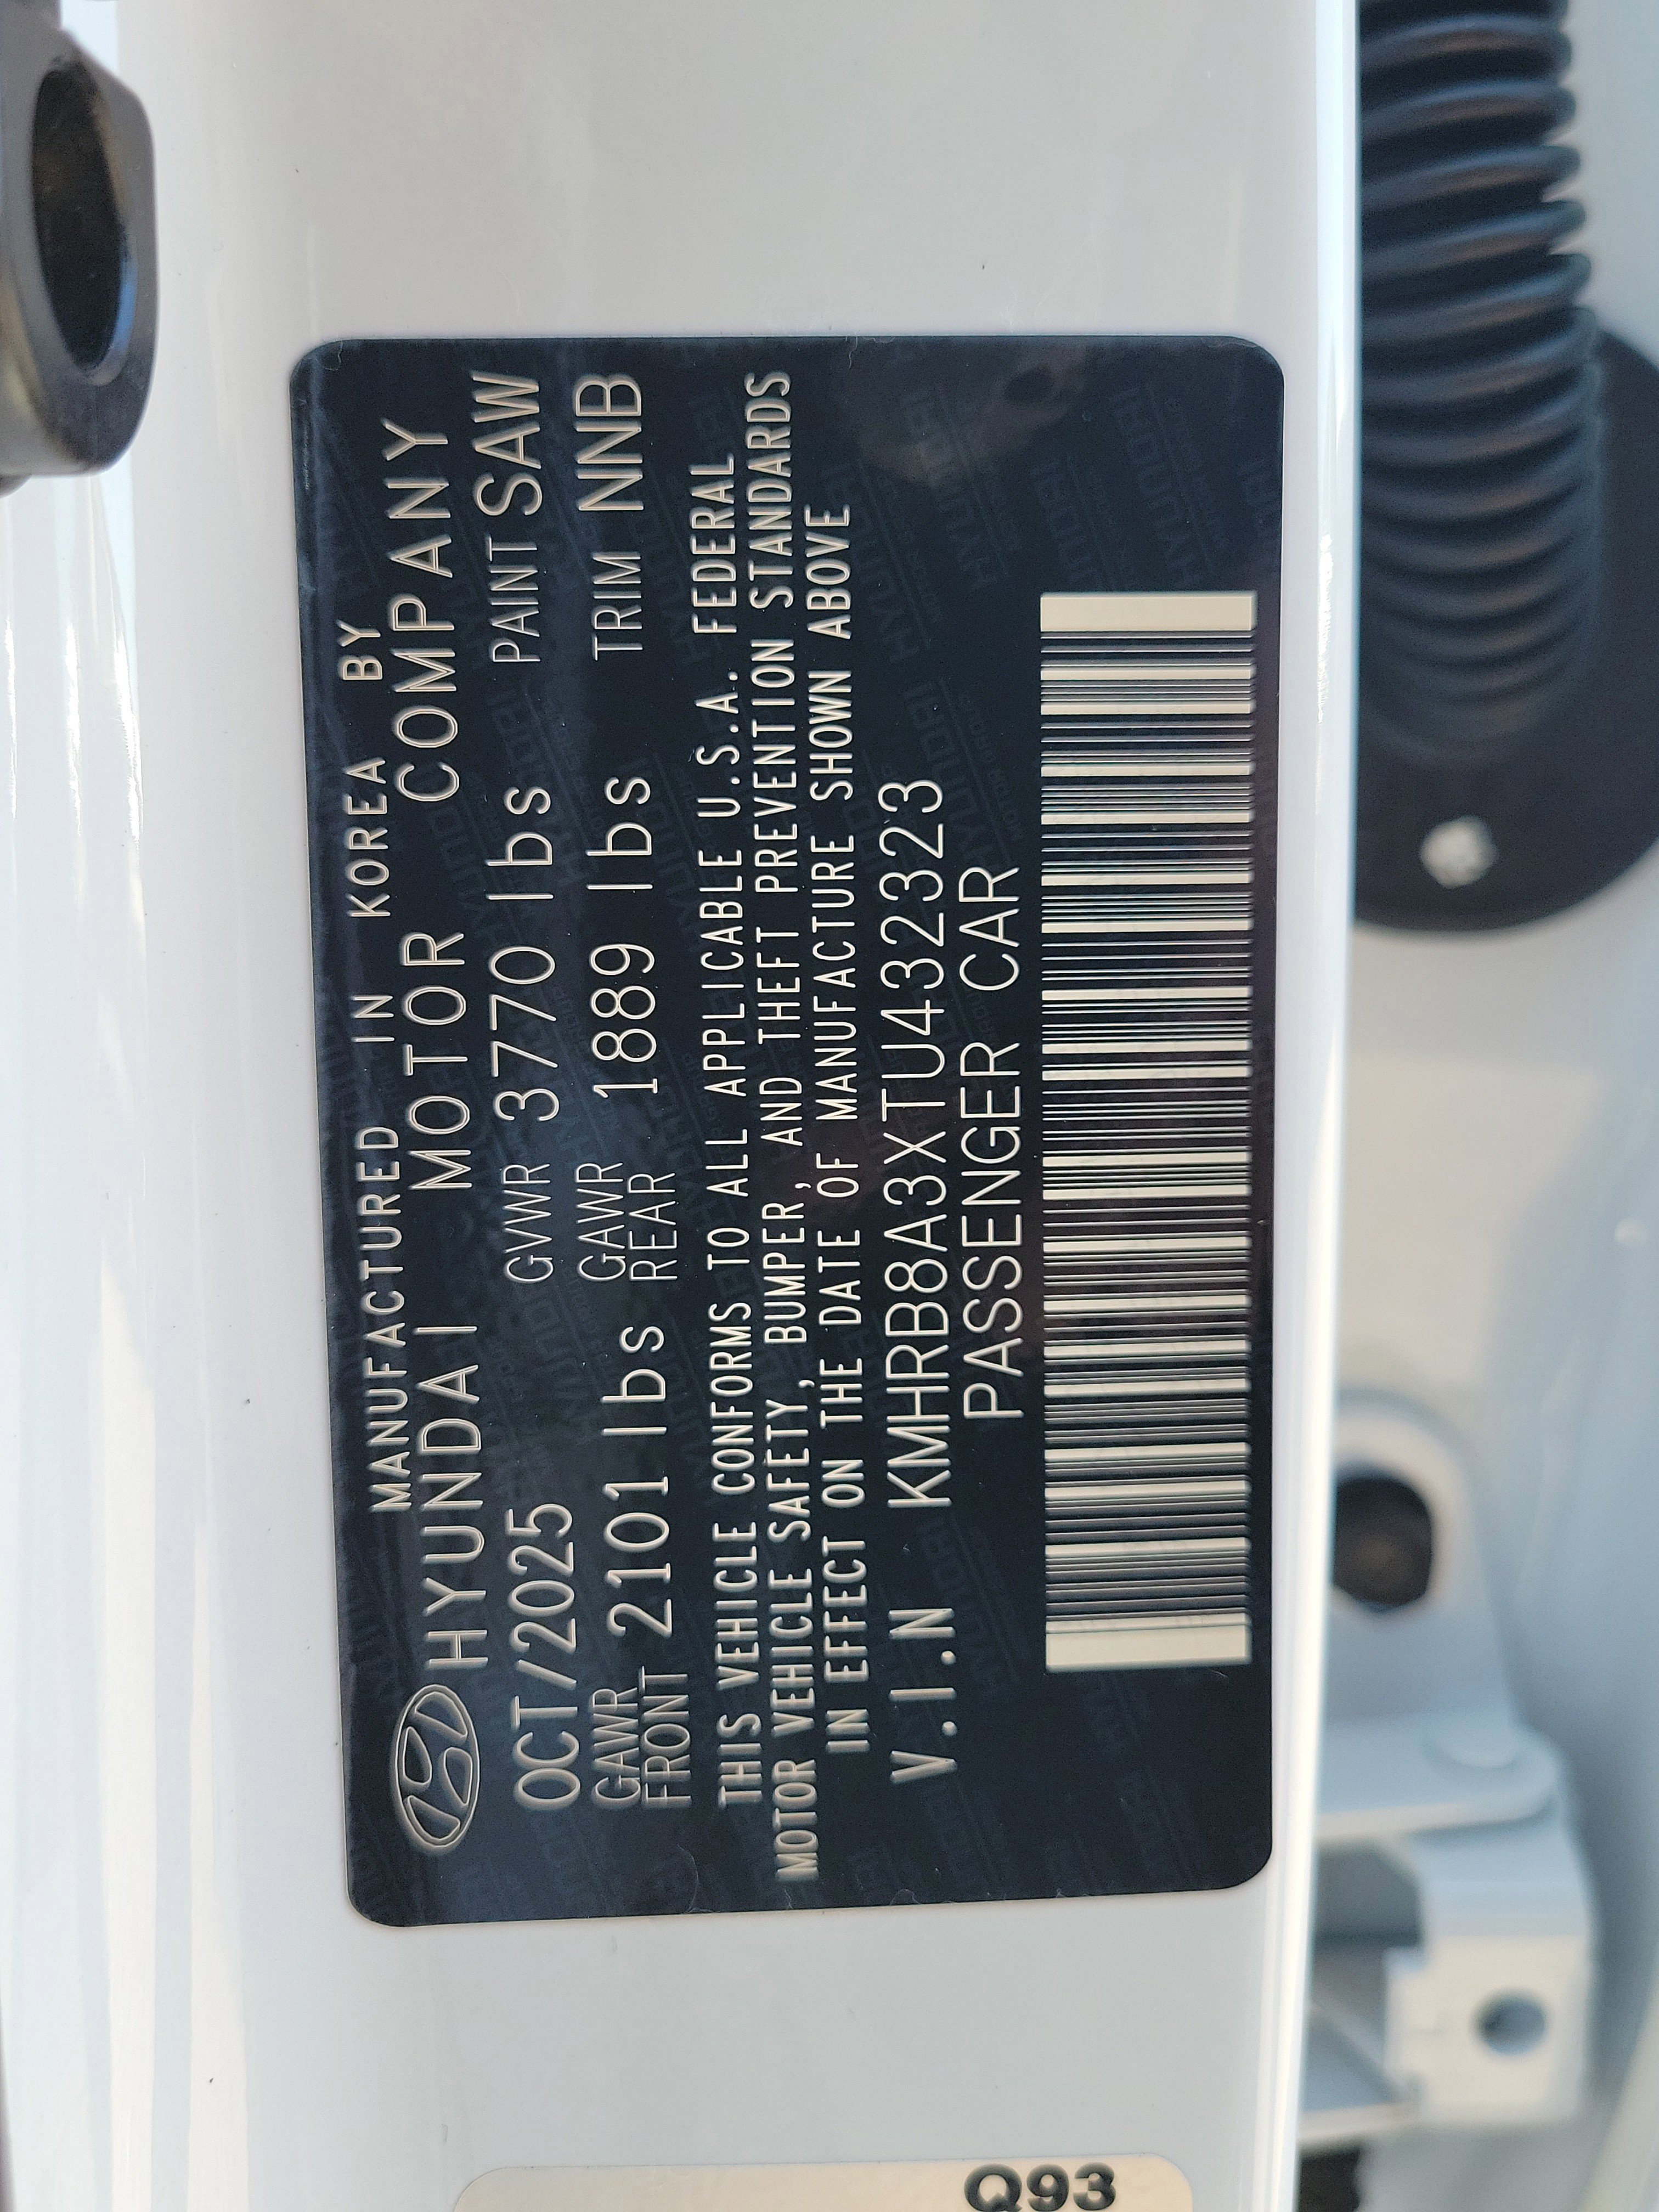 MANUFACTURED IN KOREA BY
HYUNDAI MOTOR COMPANY
OCT/2025 GVWR 3770 lbs PAINT SAW
GAWR FRONT 2101 lbs GAWR REAR 1889 lbs TRIM NNB
THIS VEHICLE CONFORMS TO ALL APPLICABLE U.S.A. FEDERAL
MOTOR VEHICLE SAFETY, BUMPER, AND THEFT PREVENTION STANDARDS
IN EFFECT ON THE DATE OF MANUFACTURE SHOWN ABOVE
V.I.N KMHRB8A3XTU432323
PASSENGER CAR
Q93